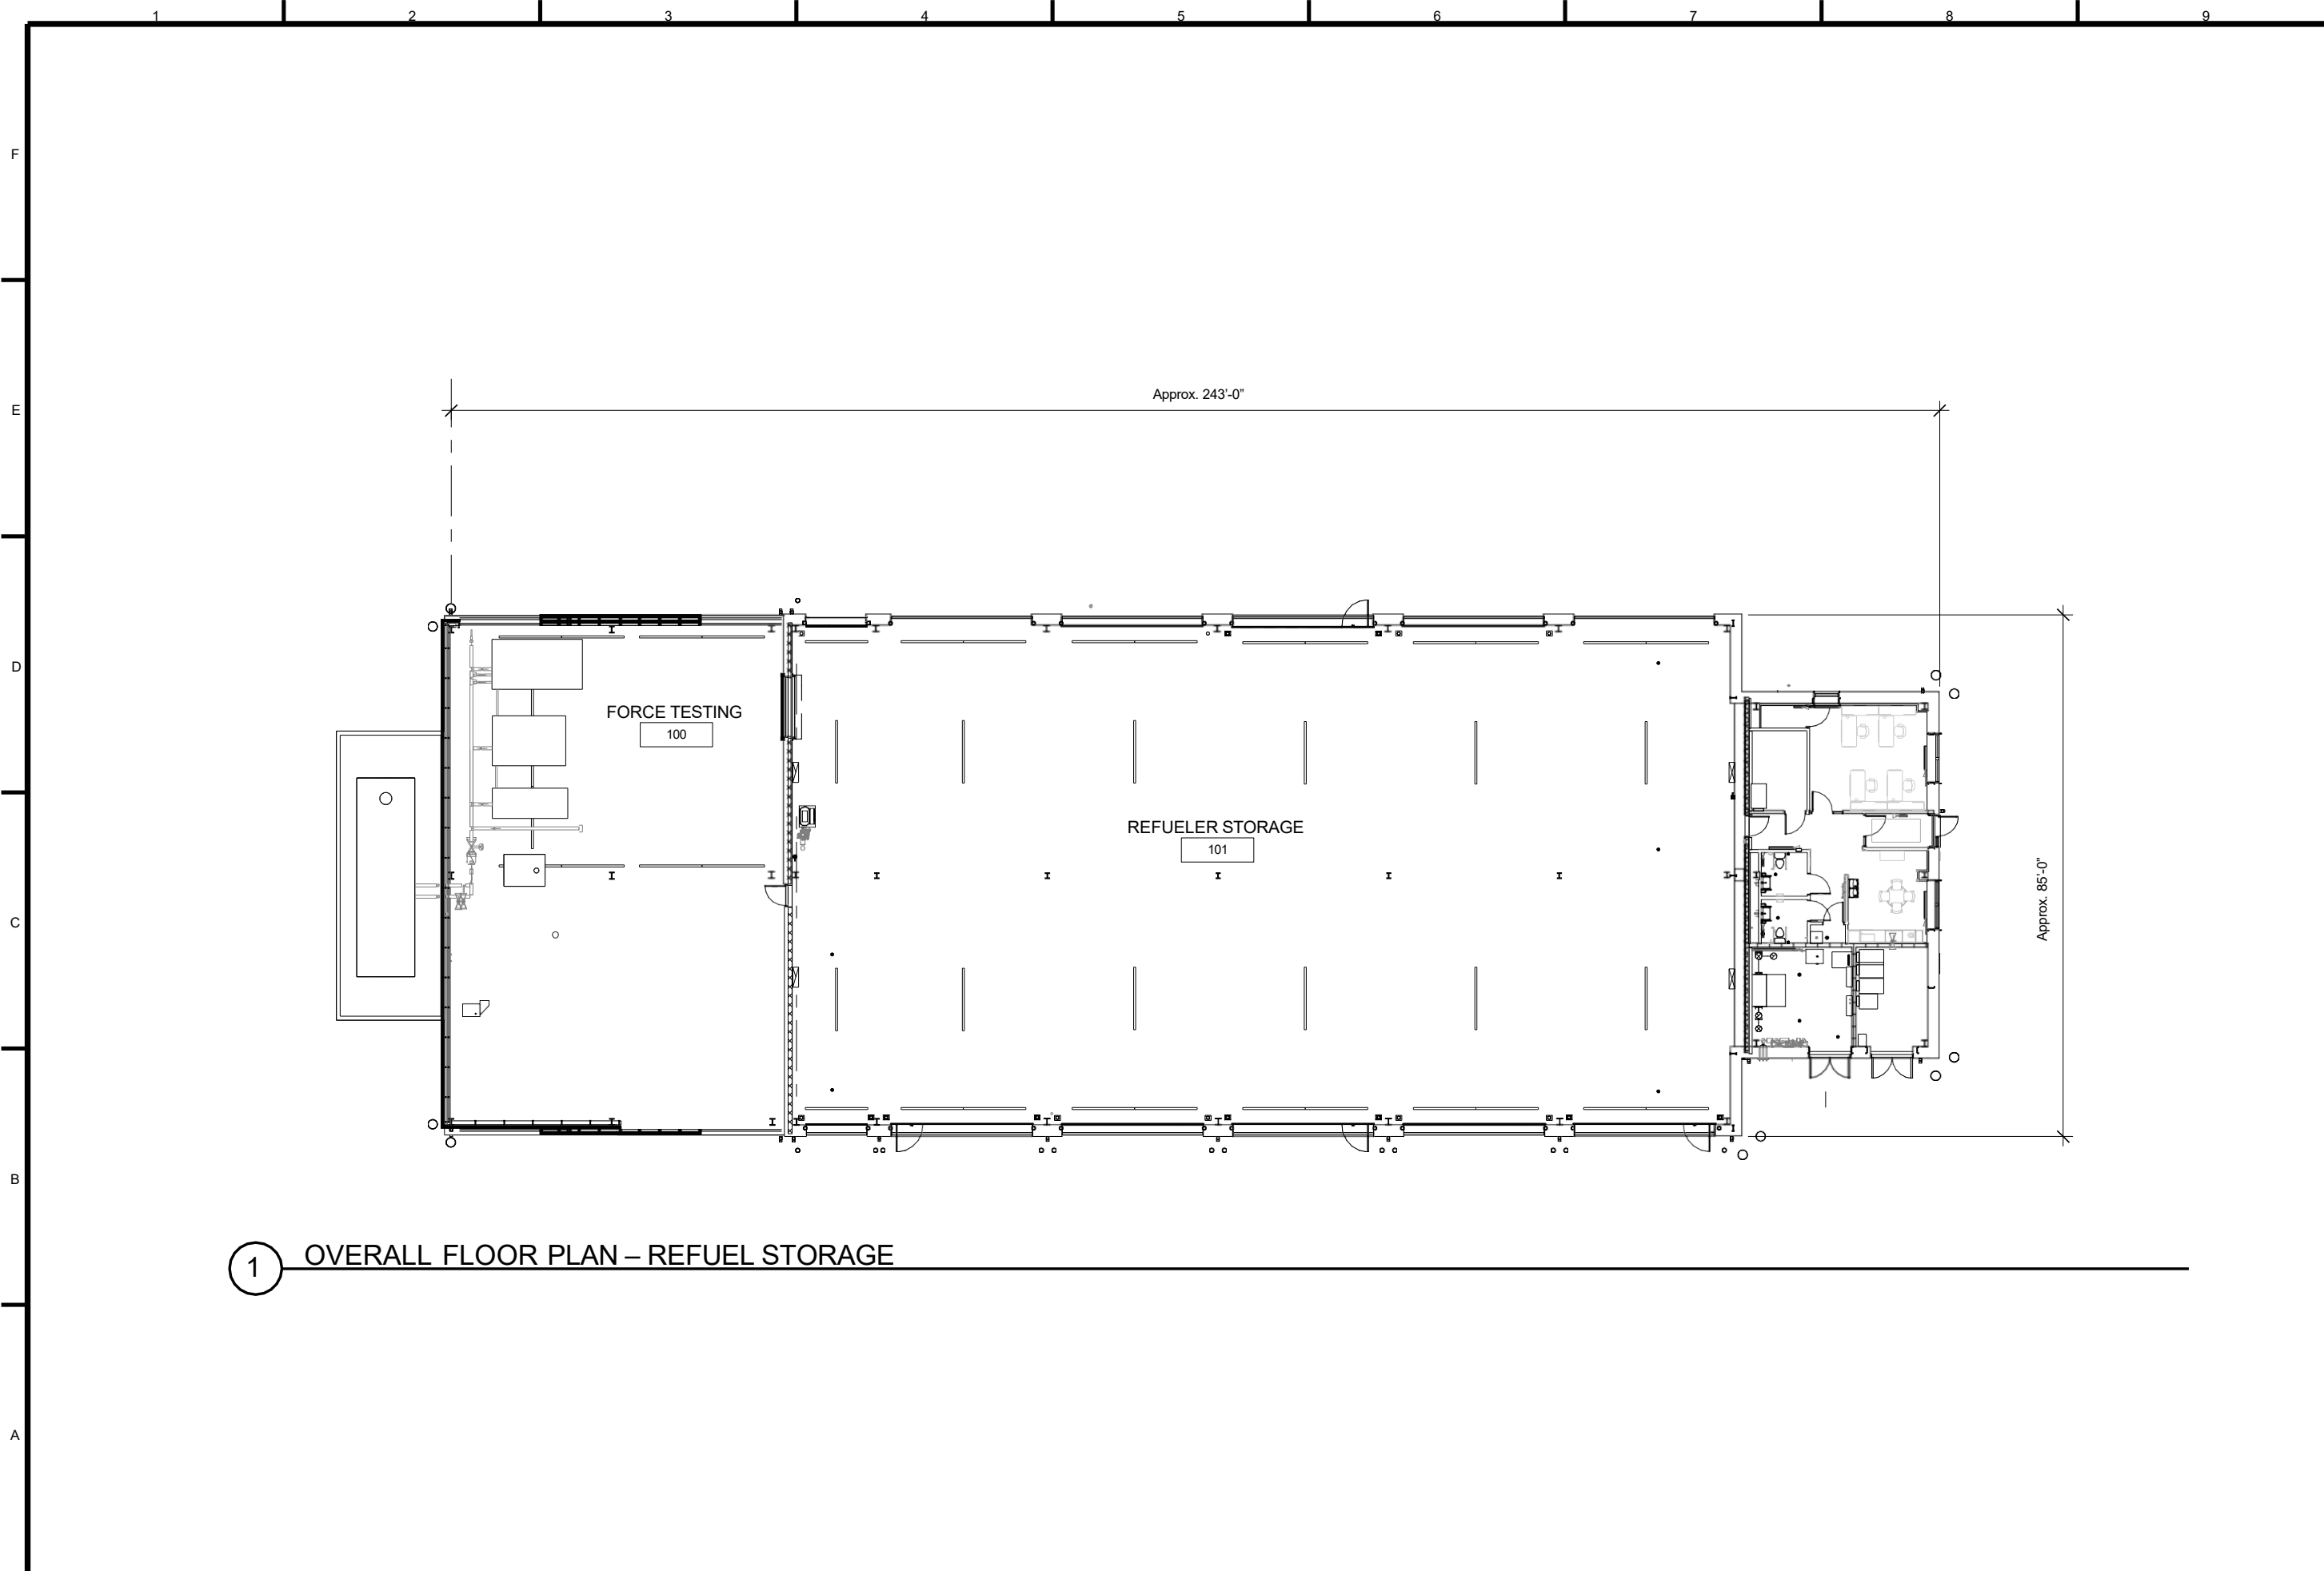 1 2 3 4 5 6 7 8 9
F
E
D
C
B
A
Approx. 243'-0"
FORCE TESTING
100
REFUELER STORAGE
101
Approx. 85'-0"
1 OVERALL FLOOR PLAN – REFUEL STORAGE